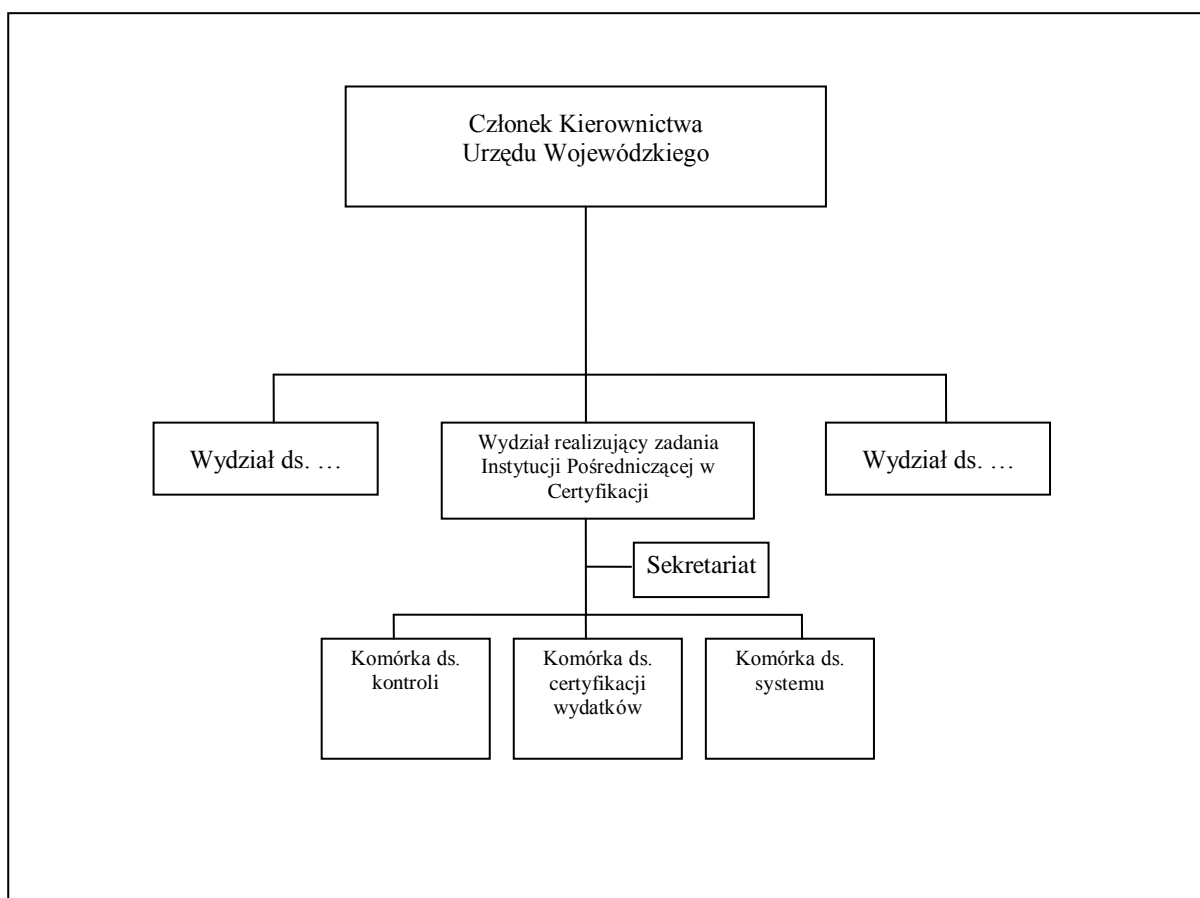 Członek Kierownictwa
Urzędu Wojewódzkiego
Wydział ds. …
Wydział realizujący zadania
Instytucji Pośredniczącej w
Certyfikacji
Wydział ds. …
Sekretariat
Komórka ds.
kontroli
Komórka ds.
certyfikacji
wydatków
Komórka ds.
systemu